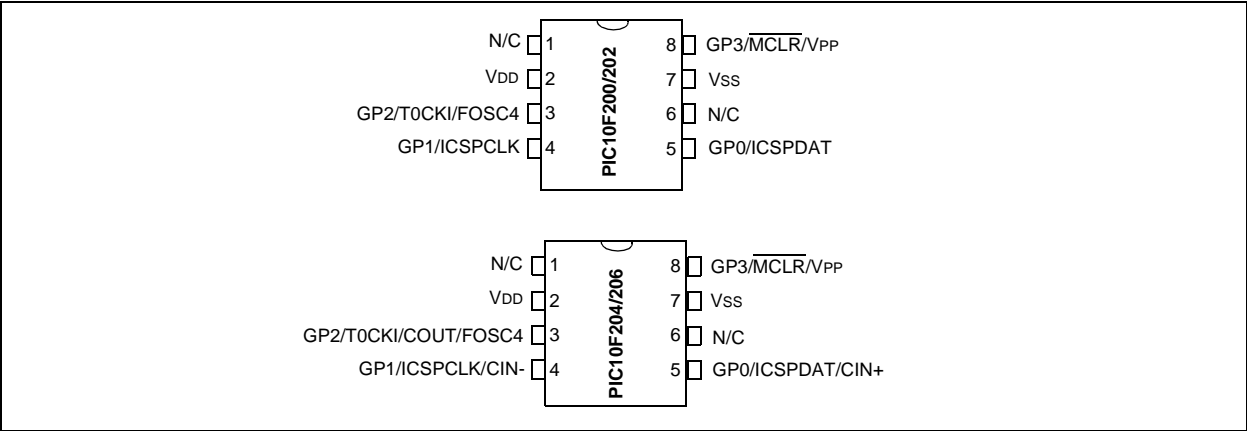 N/C 1 8 GP3/MCLR/VPP
VDD 2 7 VSS
GP2/T0CKI/FOSC4 3 6 N/C
GP1/ICSPCLK 4 5 GP0/ICSPDAT
PIC10F200/202
N/C 1 8 GP3/MCLR/VPP
VDD 2 7 VSS
GP2/T0CKI/COUT/FOSC4 3 6 N/C
GP1/ICSPCLK/CIN- 4 5 GP0/ICSPDAT/CIN+
PIC10F204/206